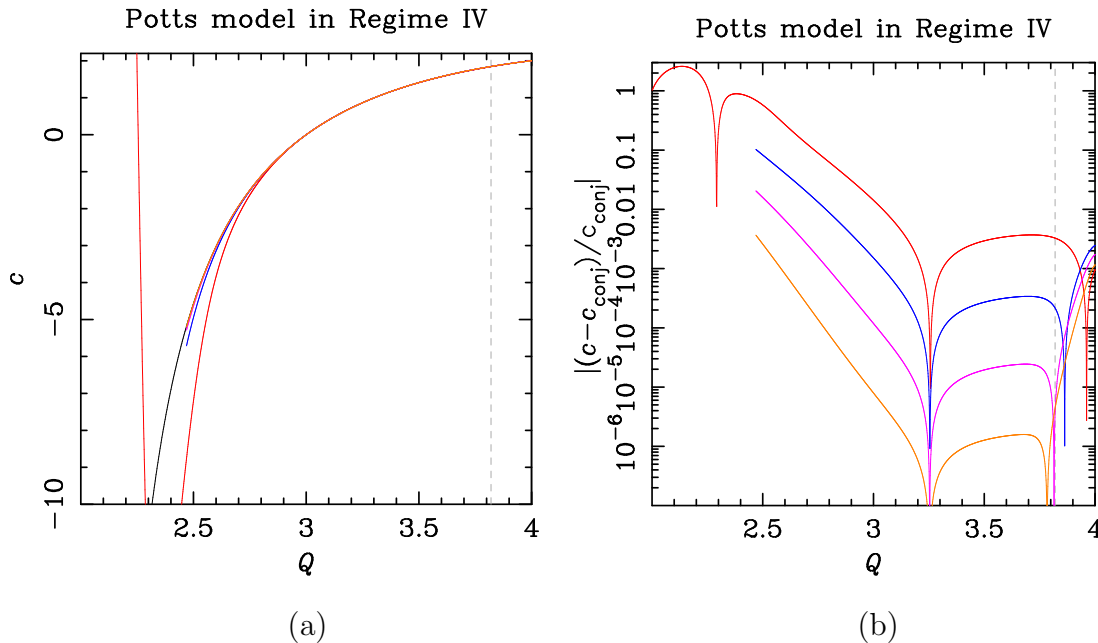 Potts model in Regime IV
0
−5
−10
c
2.5
3
3.5
4
Q
(a)
Potts model in Regime IV
1
0.1
0.01
10⁻³
10⁻⁴
10⁻⁵
10⁻⁶
|(c−c_conj)/c_conj|
2.5
3
3.5
4
Q
(b)